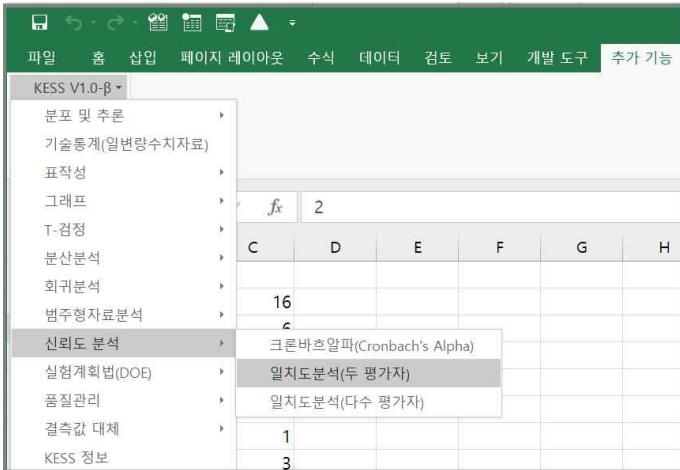 파일 홈 삽입 페이지 레이아웃 수식 데이터 검토 보기 개발 도구 추가 기능
KESS V1.0-β
분포 및 추론
기술통계(일변량수치자료)
표작성
그래프
fx 2
T-검정
C D E F G H
분산분석
회귀분석
16
범주형자료분석
6
신뢰도 분석
크론바흐알파(Cronbach's Alpha)
실험계획법(DOE)
일치도분석(두 평가자)
품질관리
일치도분석(다수 평가자)
결측값 대체
1
KESS 정보
3